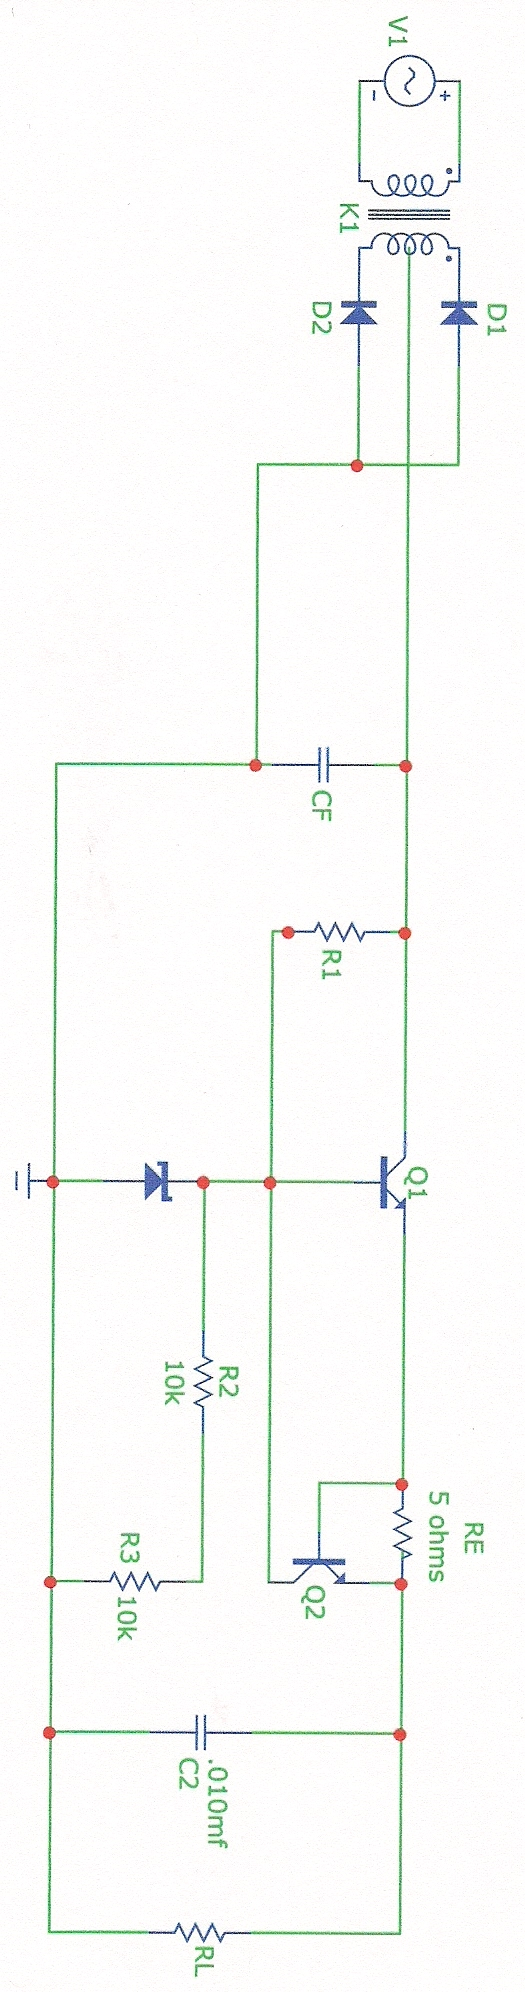 V1
+
-
K1
D1
D2
CF
R1
Q1
R2
10k
RE
5 ohms
Q2
R3
10k
.010mf
C2
RL